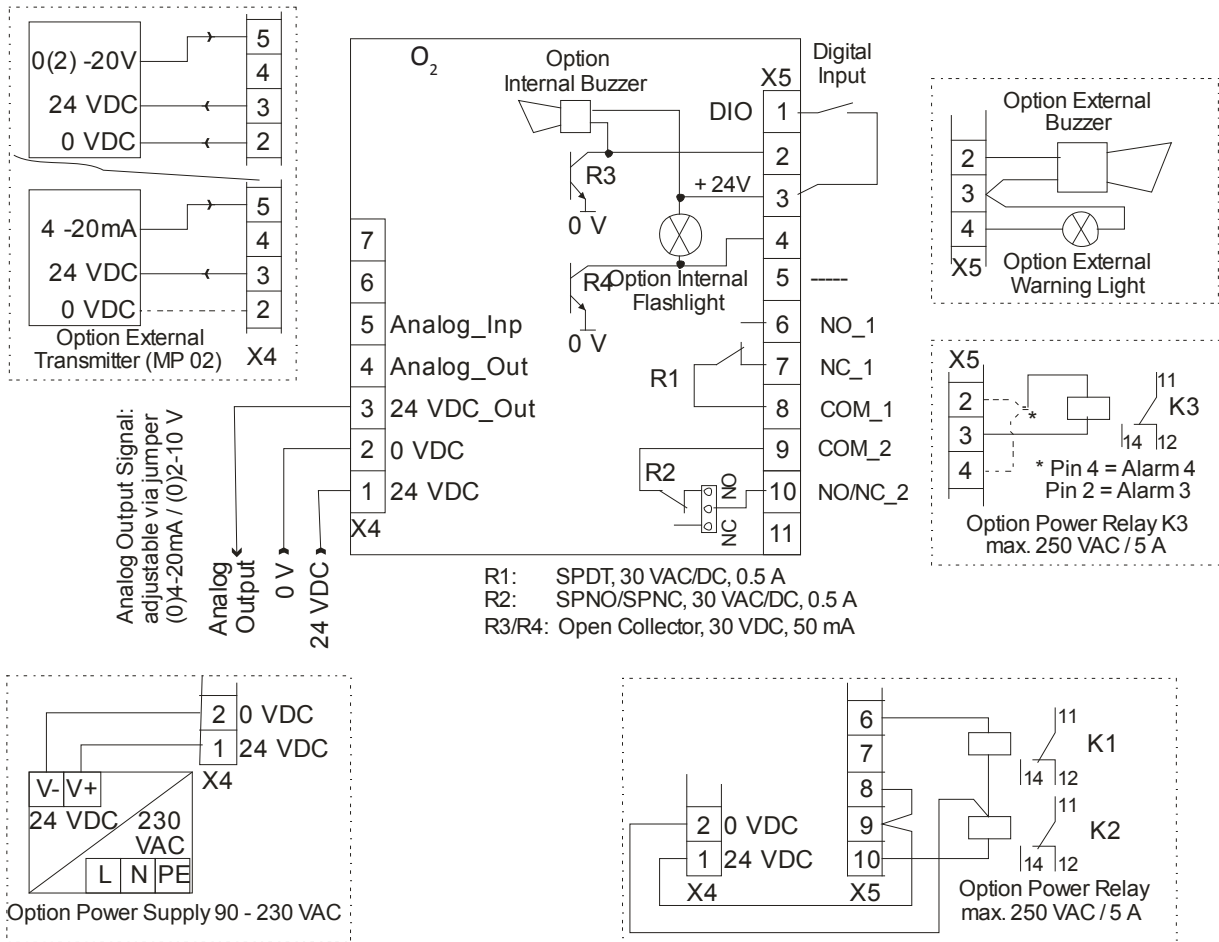 0(2) -20V
24 VDC
0 VDC
5
4
3
2
4 -20mA
24 VDC
0 VDC
5
4
3
2
Option External
Transmitter (MP 02)
X4
O2
Option
Internal Buzzer
R3
0 V
+ 24V
R4
Option Internal
Flashlight
0 V
7
6
5 Analog_Inp
4 Analog_Out
3 24 VDC_Out
2 0 VDC
1 24 VDC
X4
Digital
Input
X5
DIO 1
2
3
4
5 -----
6 NO_1
7 NC_1
8 COM_1
9 COM_2
10 NO/NC_2
11
R1
R2
NO
NC
Analog Output Signal:
adjustable via jumper
(0)4-20mA / (0)2-10 V
Analog
Output
0 V
24 VDC
R1: SPDT, 30 VAC/DC, 0.5 A
R2: SPNO/SPNC, 30 VAC/DC, 0.5 A
R3/R4: Open Collector, 30 VDC, 50 mA
Option External
Buzzer
2
3
4
X5
Option External
Warning Light
X5
2
3
4
*
11
K3
14 12
* Pin 4 = Alarm 4
Pin 2 = Alarm 3
Option Power Relay K3
max. 250 VAC / 5 A
2 0 VDC
1 24 VDC
X4
V- V+
24 VDC
230
VAC
L N PE
Option Power Supply 90 - 230 VAC
2 0 VDC
1 24 VDC
X4
6
7
8
9
10
X5
11
K1
14 12
11
K2
14 12
Option Power Relay
max. 250 VAC / 5 A